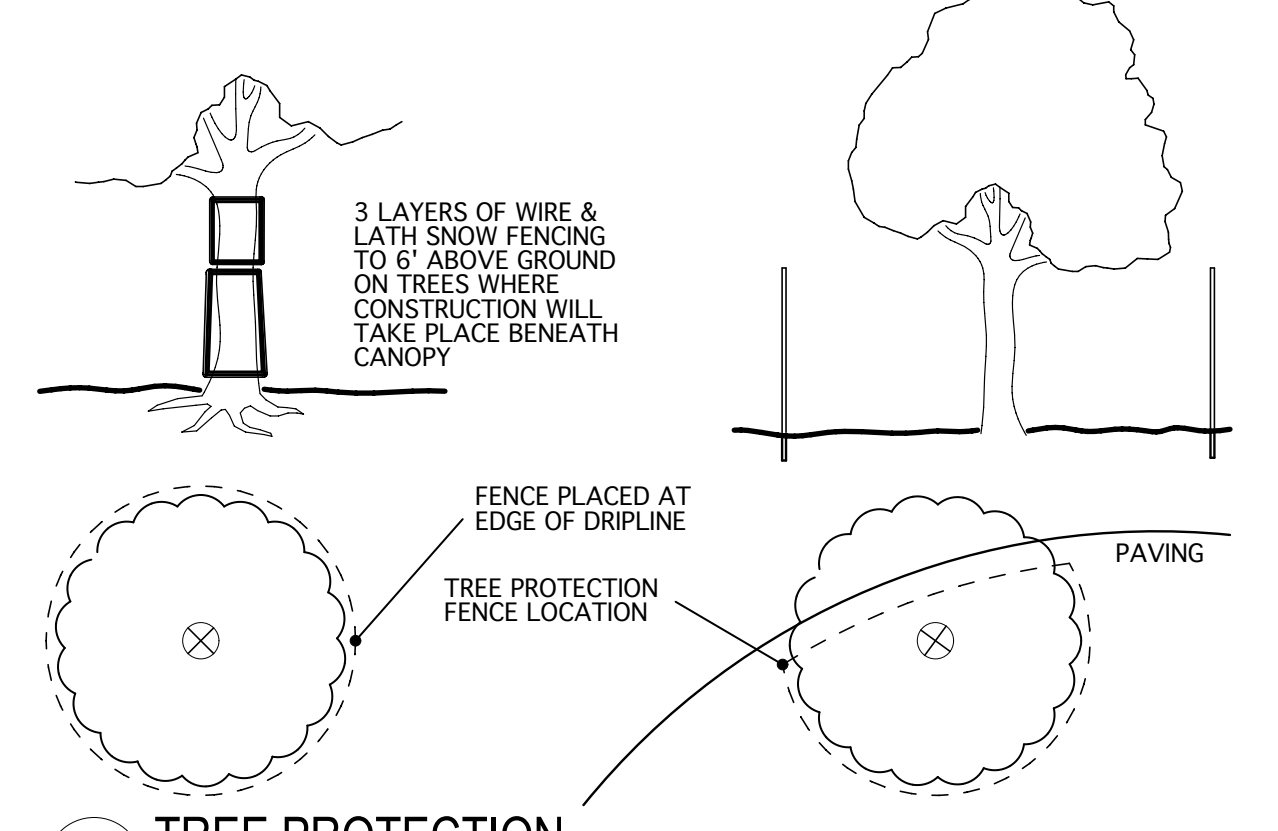 3 LAYERS OF WIRE &
LATH SNOW FENCING
TO 6' ABOVE GROUND
ON TREES WHERE
CONSTRUCTION WILL
TAKE PLACE BENEATH
CANOPY
FENCE PLACED AT
EDGE OF DRIPLINE
PAVING
TREE PROTECTION
FENCE LOCATION
TREE PROTECTION